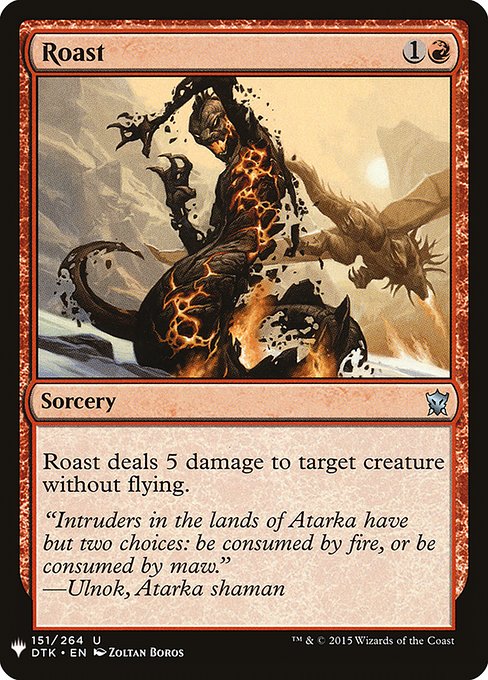 Roast 1
Sorcery
Roast deals 5 damage to target creature
without flying.
“Intruders in the lands of Atarka have
but two choices: be consumed by fire, or be
consumed by maw.”
—Ulnok, Atarka shaman
151/264 U
DTK • EN Zoltan Boros
™ & © 2015 Wizards of the Coast